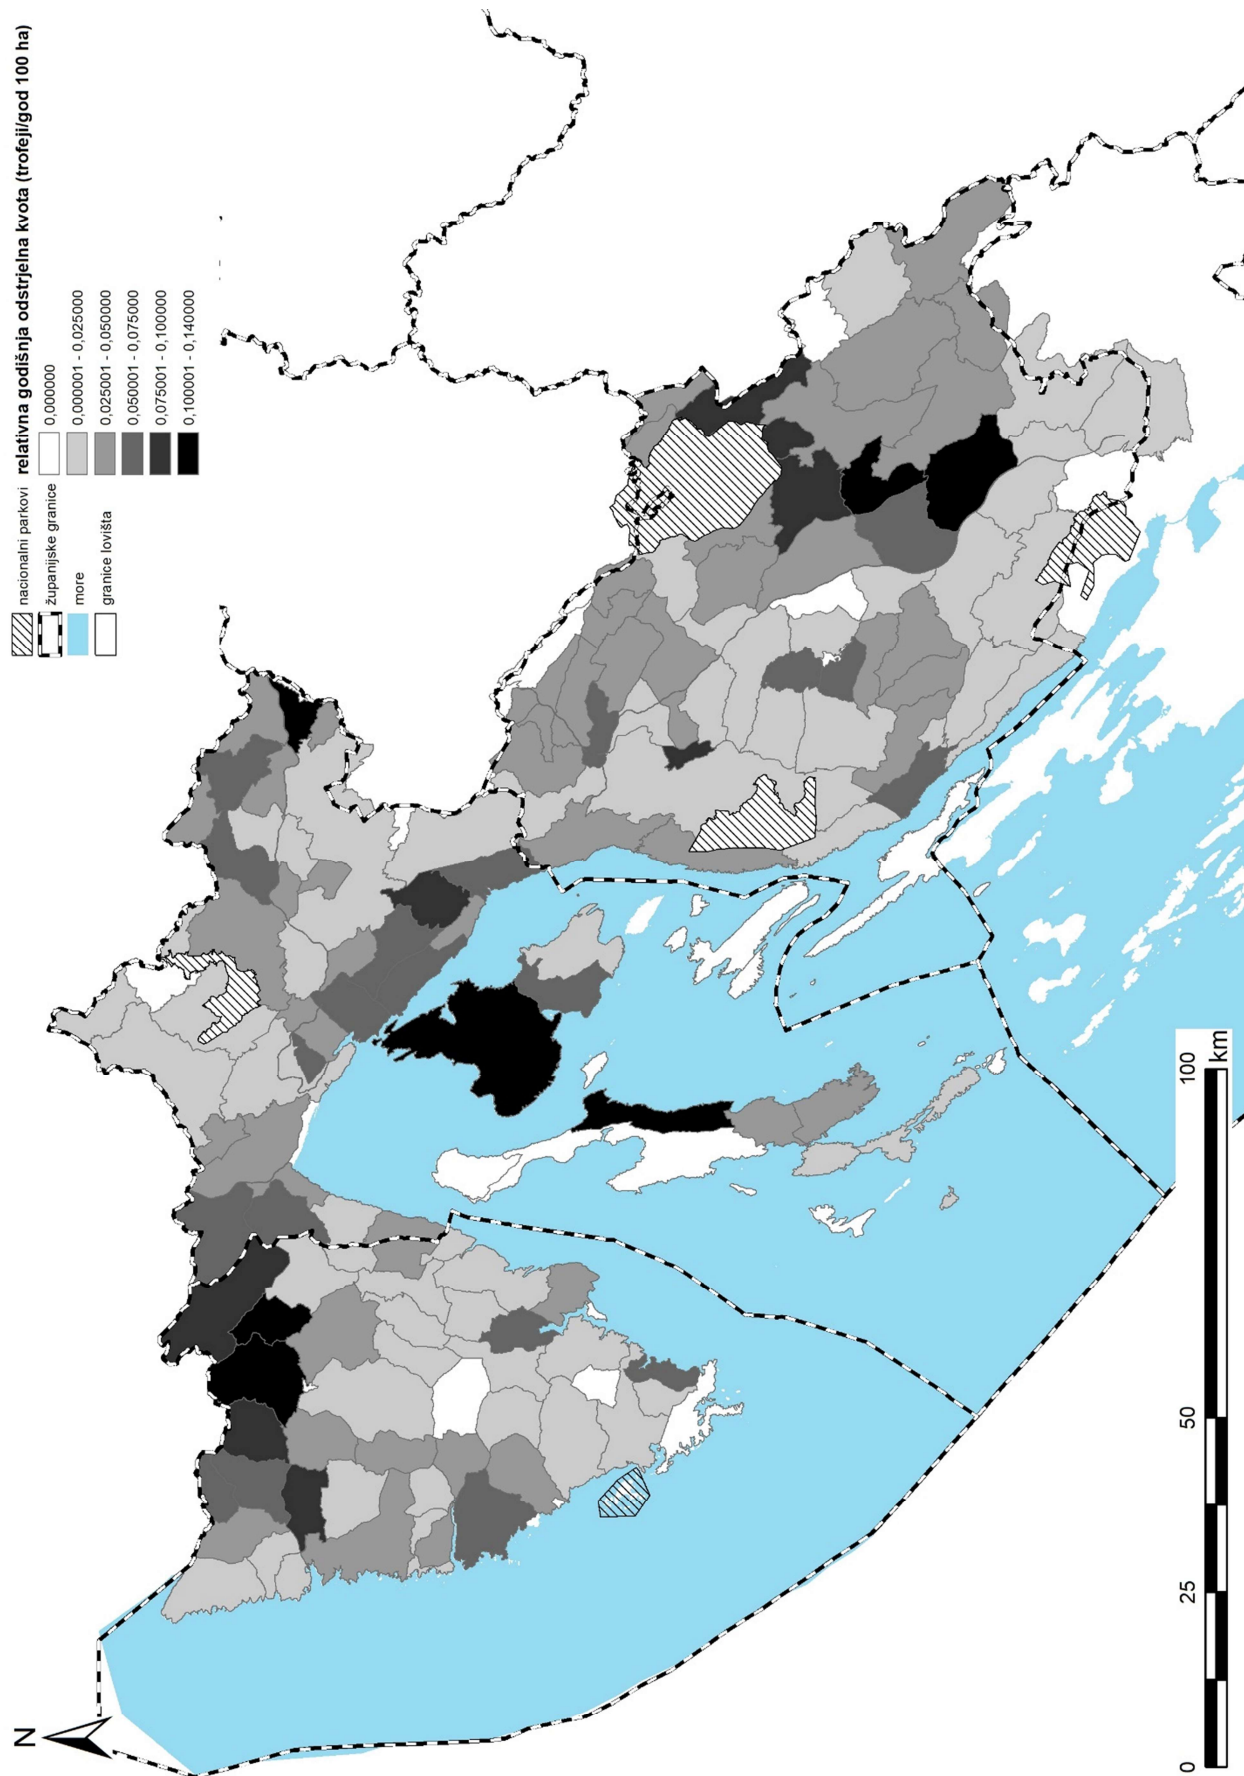 N
nacionalni parkovi
županijske granice
more
granice lovišta
relativna godišnja odstrjelna kvota (trofeji/god 100 ha)
0,000000
0,000001 - 0,025000
0,025001 - 0,050000
0,050001 - 0,075000
0,075001 - 0,100000
0,100001 - 0,140000
0 25 50 100
km